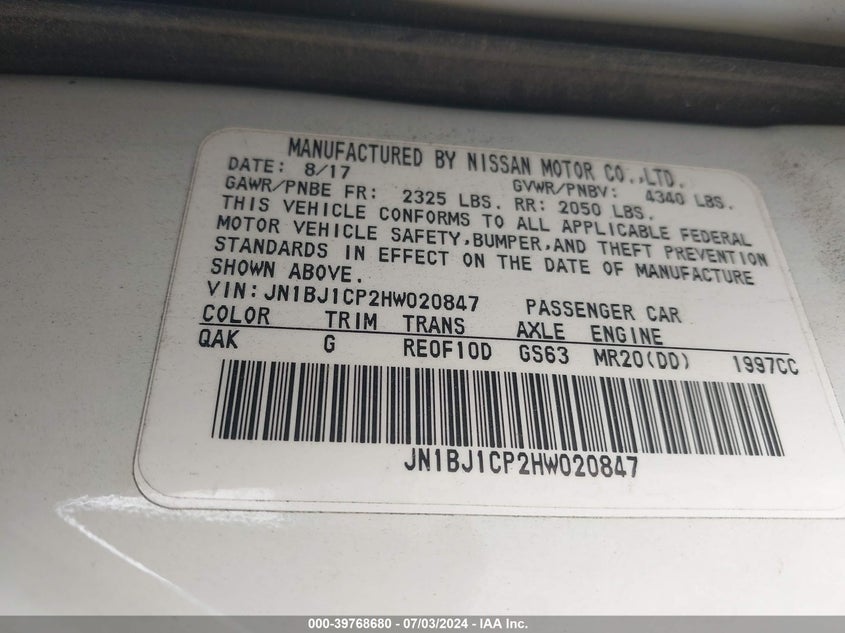 MANUFACTURED BY NISSAN MOTOR CO.,LTD.
DATE: 8/17 GVWR/PNBV: 4340 LBS.
GAWR/PNBE FR: 2325 LBS. RR: 2050 LBS.
THIS VEHICLE CONFORMS TO ALL APPLICABLE FEDERAL
MOTOR VEHICLE SAFETY,BUMPER,AND THEFT PREVENTION
STANDARDS IN EFFECT ON THE DATE OF MANUFACTURE
SHOWN ABOVE.
VIN:JN1BJ1CP2HW020847 PASSENGER CAR
COLOR TRIM TRANS AXLE ENGINE
QAK G RE0F10D GS63 MR20(DD) 1997CC
JN1BJ1CP2HW020847
000-39768680 - 07/03/2024 - IAA Inc.